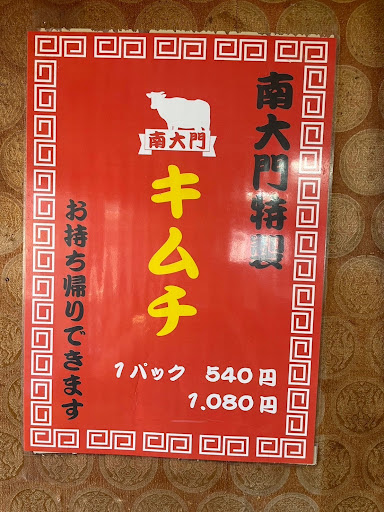 南大門特製
南大門
キムチ
お持ち帰りできます
1パック 540円
1.080円